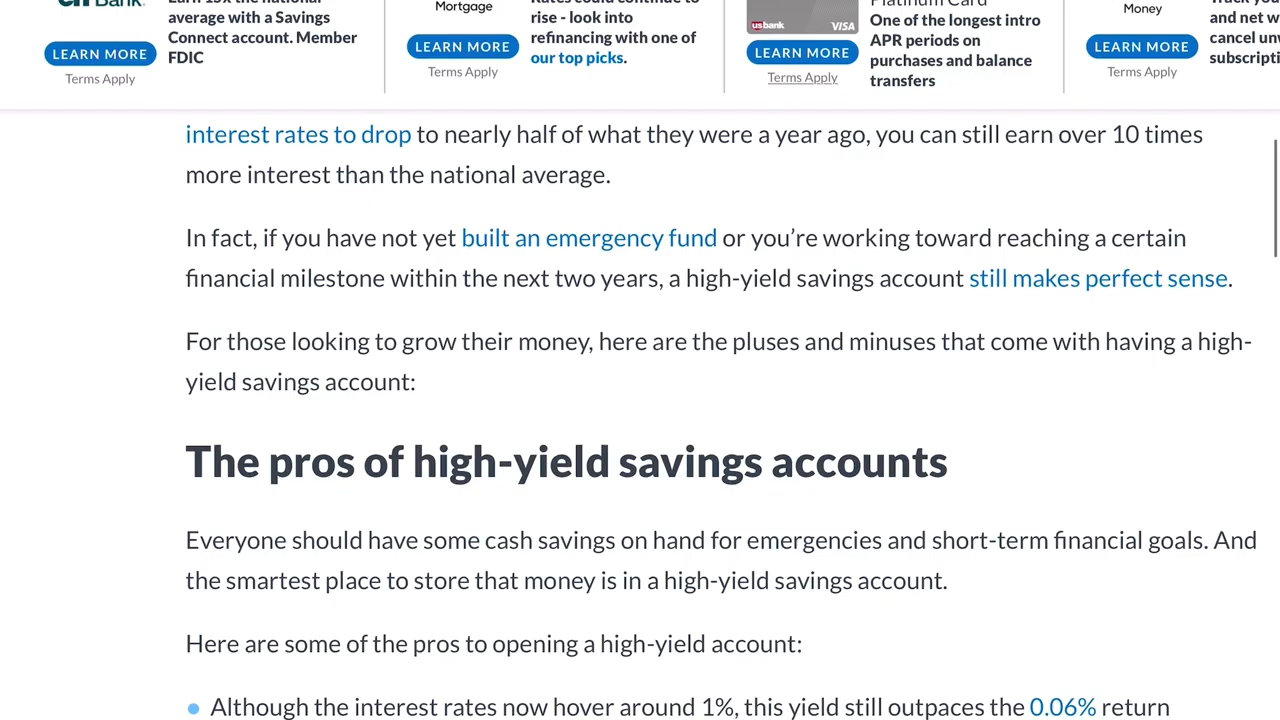 Bank
Earn 15x the national
average with a Savings
Connect account. Member
FDIC
LEARN MORE
Terms Apply
Mortgage
Rates could continue to
rise - look into
refinancing with one of
our top picks.
LEARN MORE
Terms Apply
Platinum Card
usbank VISA
One of the longest intro
APR periods on
purchases and balance
transfers
LEARN MORE
Terms Apply
Money
and net w
cancel
subscripti
LEARN MORE
Terms Apply
interest rates to drop to nearly half of what they were a year ago, you can still earn over 10 times
more interest than the national average.
In fact, if you have not yet built an emergency fund or you’re working toward reaching a certain
financial milestone within the next two years, a high-yield savings account still makes perfect sense.
For those looking to grow their money, here are the pluses and minuses that come with having a high-
yield savings account:
The pros of high-yield savings accounts
Everyone should have some cash savings on hand for emergencies and short-term financial goals. And
the smartest place to store that money is in a high-yield savings account.
Here are some of the pros to opening a high-yield account:
● Although the interest rates now hover around 1%, this yield still outpaces the 0.06% return